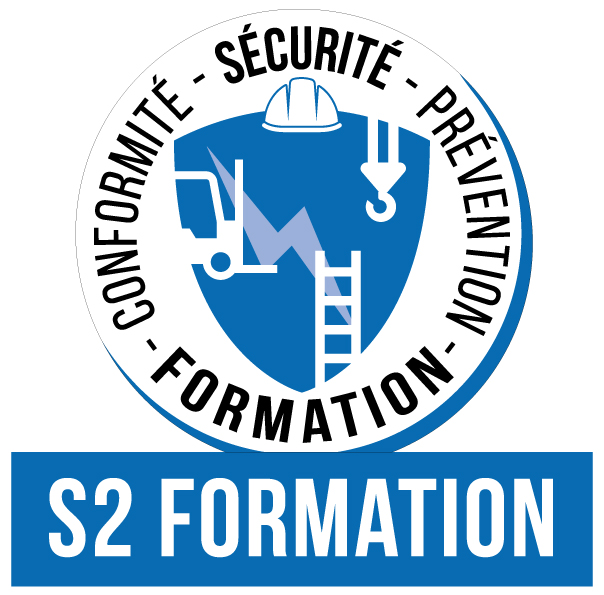 CONFORMITÉ - SÉCURITÉ - PRÉVENTION - FORMATION -
S2 FORMATION